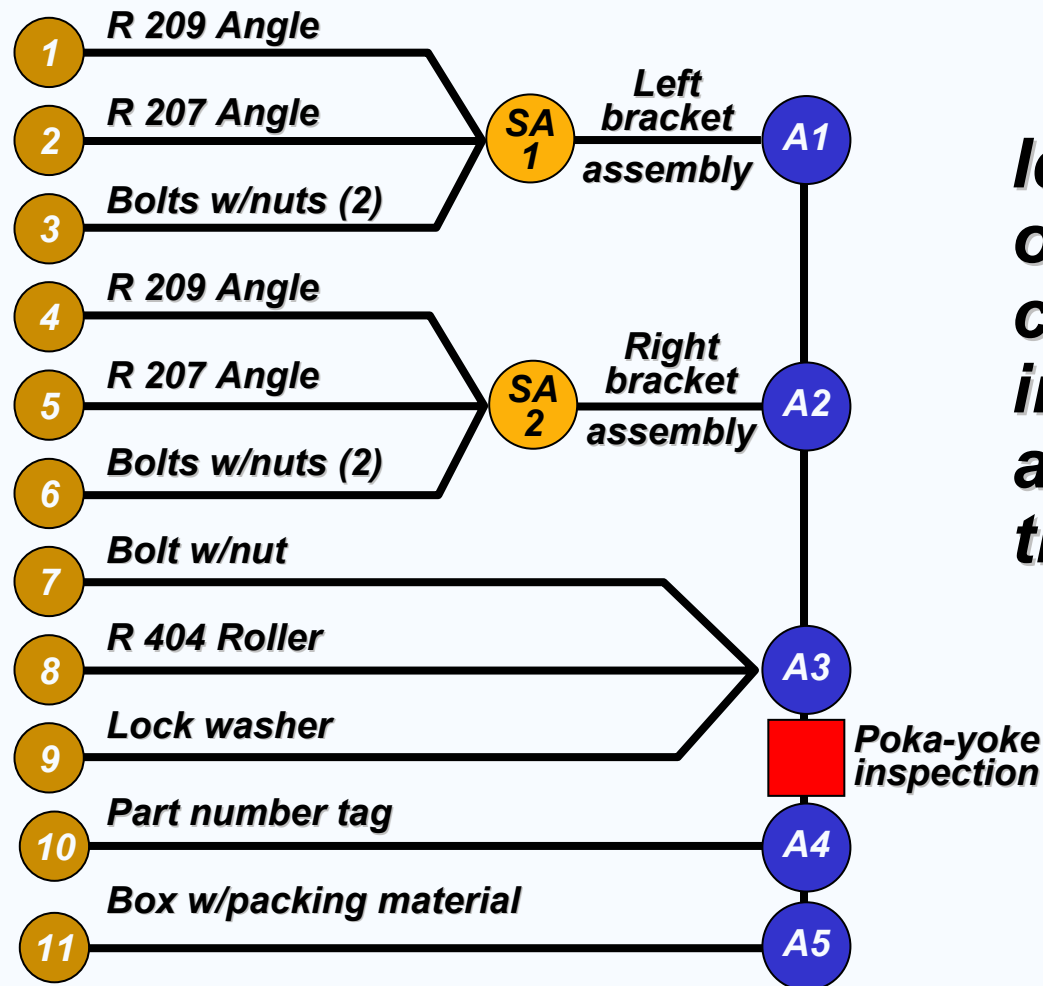 1
R 209 Angle
2
R 207 Angle
3
Bolts w/nuts (2)
SA
1
Left
bracket
assembly
A1
4
R 209 Angle
5
R 207 Angle
6
Bolts w/nuts (2)
SA
2
Right
bracket
assembly
A2
7
Bolt w/nut
8
R 404 Roller
9
Lock washer
A3
Poka-yoke
inspection
10
Part number tag
A4
11
Box w/packing material
A5